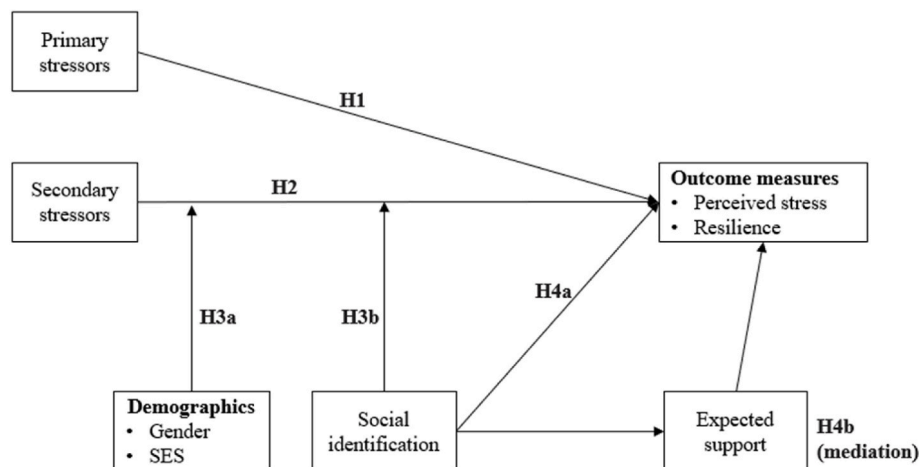 Primary
stressors
H1
Secondary
stressors
H2
Outcome measures
• Perceived stress
• Resilience
H3a
H3b
H4a
Demographics
• Gender
• SES
Social
identification
Expected
support
H4b
(mediation)